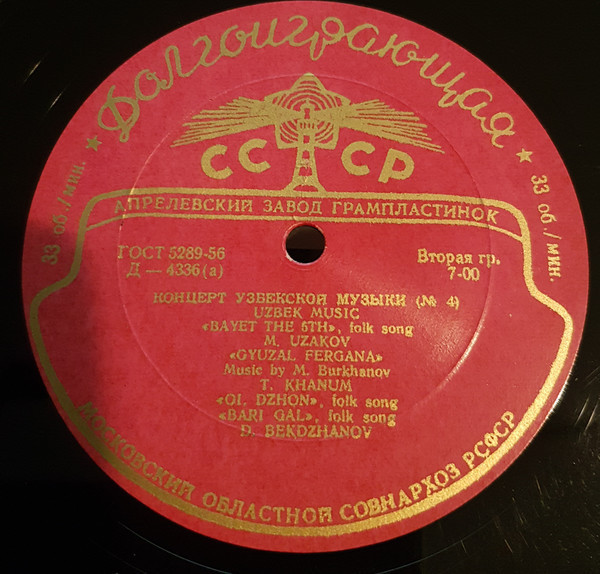 Долгоиграющая
★ 33 об./мин.
★ 33 об./мин.
СССР
АПРЕЛЕВСКИЙ ЗАВОД ГРАМПЛАСТИНОК
ГОСТ 5289-56
Д — 4336 (а)
Вторая гр.
7-00
КОНЦЕРТ УЗБЕКСКОЙ МУЗЫКИ (№ 4)
UZBEK MUSIC
«BAYET THE 5TH», folk song
M. UZAKOV
«GYUZAL FERGANA»
Music by M. Burkhanov
T. KHANUM
«OI, DZHON», folk song
«BARI GAL», folk song
D. BEKDZHANOV
МОСКОВСКИЙ ОБЛАСТНОЙ СОВНАРХОЗ РСФСР